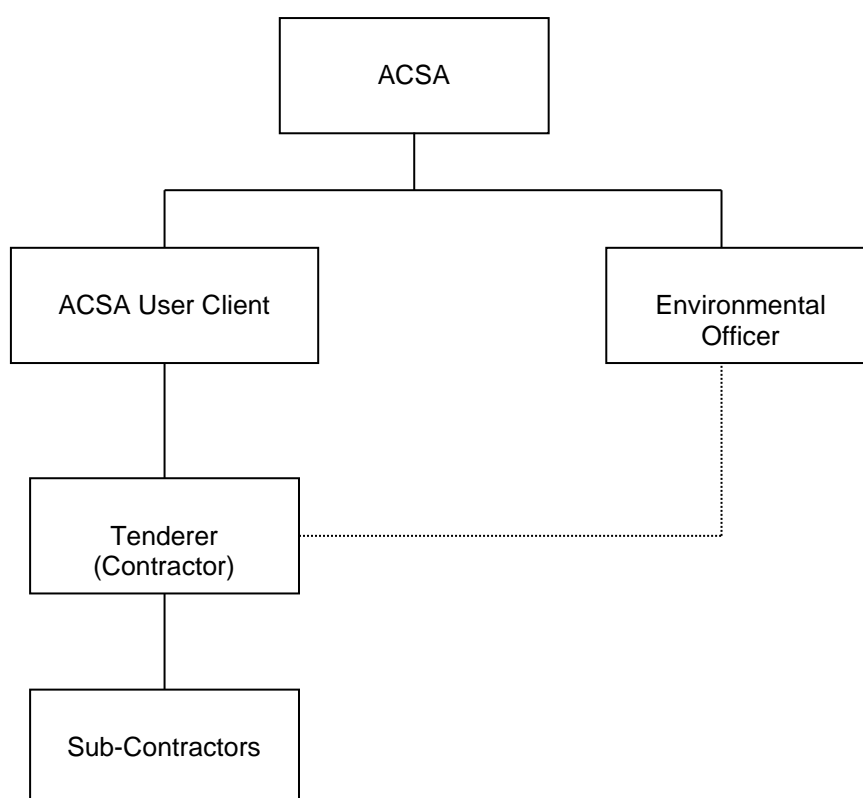 ACSA
ACSA User Client
Environmental
Officer
Tenderer
(Contractor)
Sub-Contractors